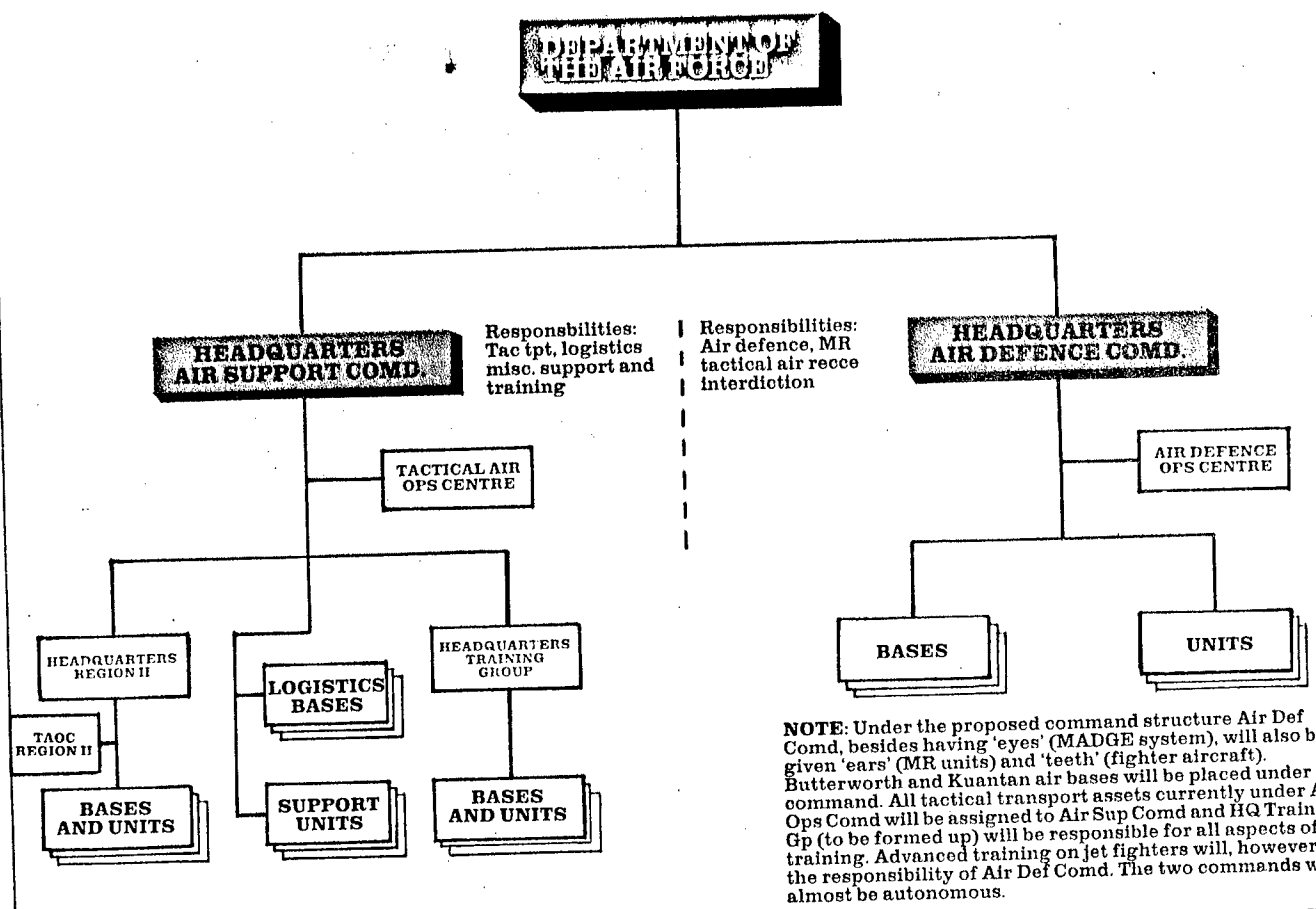 DEPARTMENT OF
THE AIR FORCE
HEADQUARTERS
AIR SUPPORT COMD.
Responsbilities:
Tac tpt, logistics
misc. support and
training
Responsibilities:
Air defence, MR
tactical air recce
interdiction
HEADQUARTERS
AIR DEFENCE COMD.
TACTICAL AIR
OPS CENTRE
AIR DEFENCE
OPS CENTRE
HEADQUARTERS
REGION II
TAOC
REGION II
BASES
AND UNITS
LOGISTICS
BASES
SUPPORT
UNITS
HEADQUARTERS
TRAINING
GROUP
BASES
AND UNITS
BASES
UNITS
NOTE: Under the proposed command structure Air Def
Comd, besides having 'eyes' (MADGE system), will also
given 'ears' (MR units) and 'teeth' (fighter aircraft).
Butterworth and Kuantan air bases will be placed under
command. All tactical transport assets currently under
Ops Comd will be assigned to Air Sup Comd and HQ Train
Gp (to be formed up) will be responsible for all aspects of
training. Advanced training on jet fighters will, however
the responsibility of Air Def Comd. The two commands
almost be autonomous.